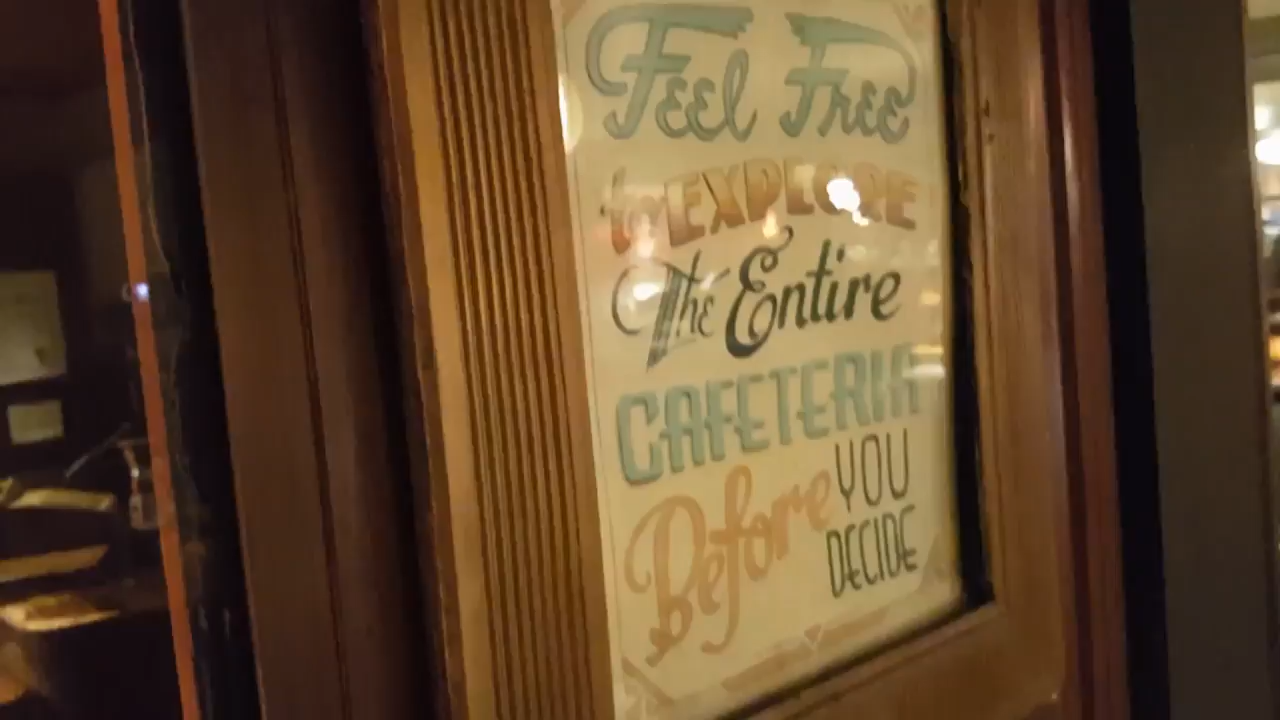 Feel Free
to EXPLORE
The Entire
CAFETERIA
Before YOU
DECIDE